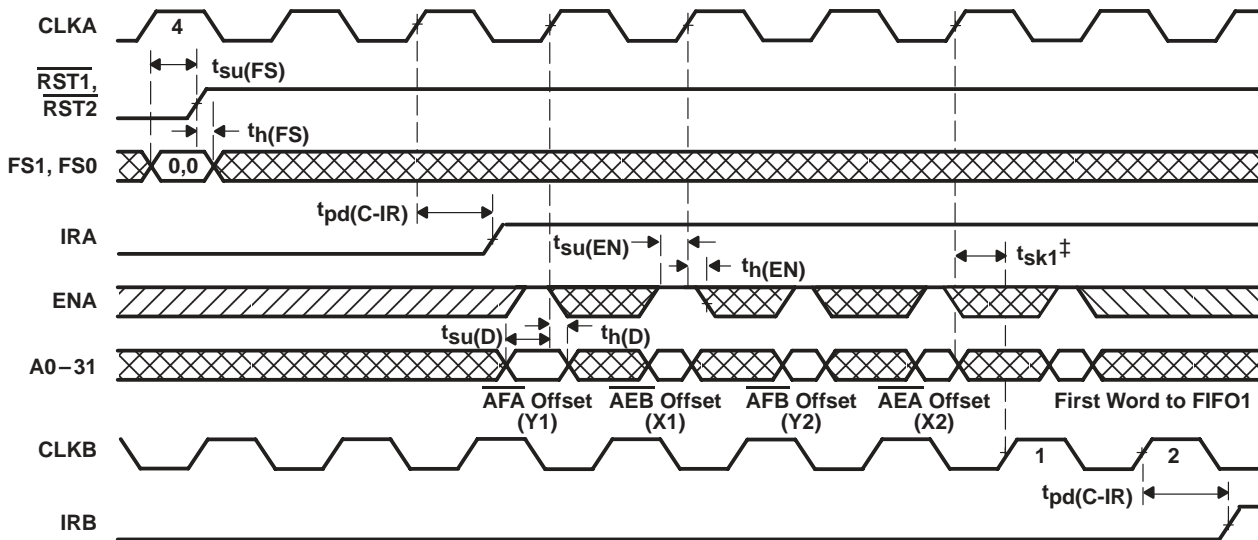 CLKA
4
tsu(FS)
RST1,
RST2
th(FS)
FS1, FS0
0,0
tpd(C-IR)
IRA
tsu(EN)
tsk1‡
th(EN)
ENA
tsu(D)
th(D)
A0–31
AFA Offset
(Y1)
AEB Offset
(X1)
AFB Offset
(Y2)
AEA Offset
(X2)
First Word to FIFO1
CLKB
1
2
tpd(C-IR)
IRB